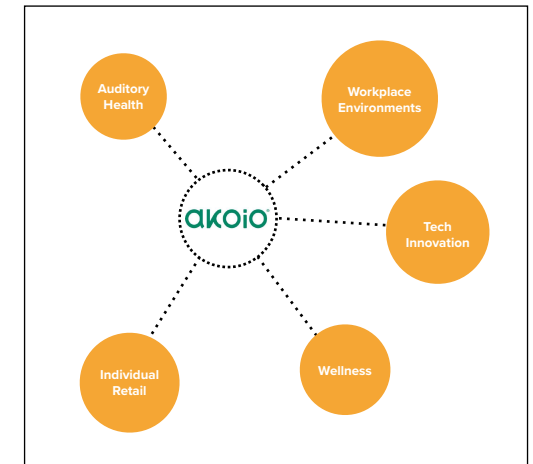 Auditory
Health
Workplace
Environments
akoio
Tech
Innovation
Individual
Retail
Wellness